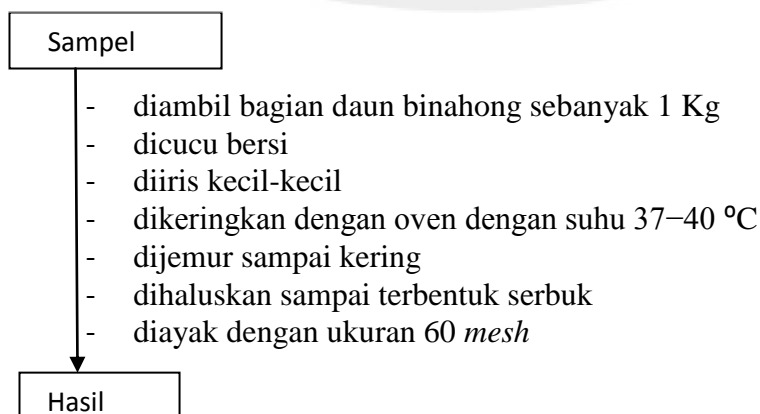 Sampel
- diambil bagian daun binahong sebanyak 1 Kg
- dicucu bersi
- diiris kecil-kecil
- dikeringkan dengan oven dengan suhu 37−40 ⁰C
- dijemur sampai kering
- dihaluskan sampai terbentuk serbuk
- diayak dengan ukuran 60 mesh
Hasil